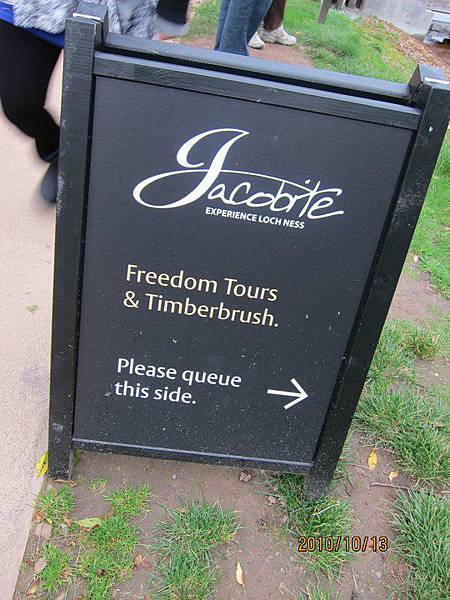 Jacobite
EXPERIENCE LOCH NESS
Freedom Tours
& Timberbrush.
Please queue
this side.
2010/10/13